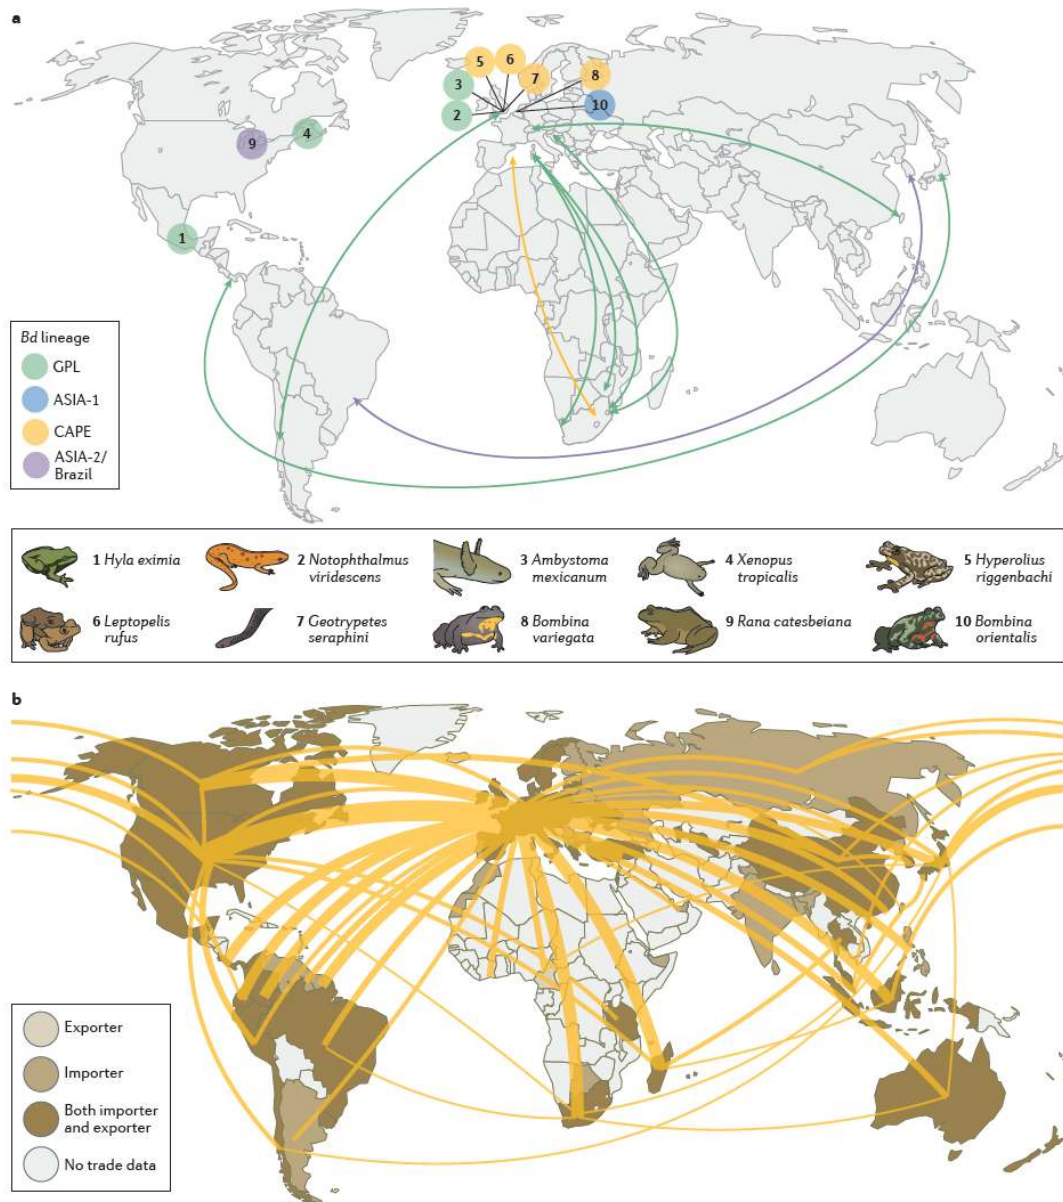 a
5
6
3
7
8
2
10
9
4
1
Bd lineage
GPL
ASIA-1
CAPE
ASIA-2/
Brazil
1 Hyla eximia
2 Notophthalmus
viridescens
3 Ambystoma
mexicanum
4 Xenopus
tropicalis
5 Hyperolius
riggenbachi
6 Leptopelis
rufus
7 Geotrypetes
seraphini
8 Bombina
variegata
9 Rana catesbeiana
10 Bombina
orientalis
b
Exporter
Importer
Both importer
and exporter
No trade data